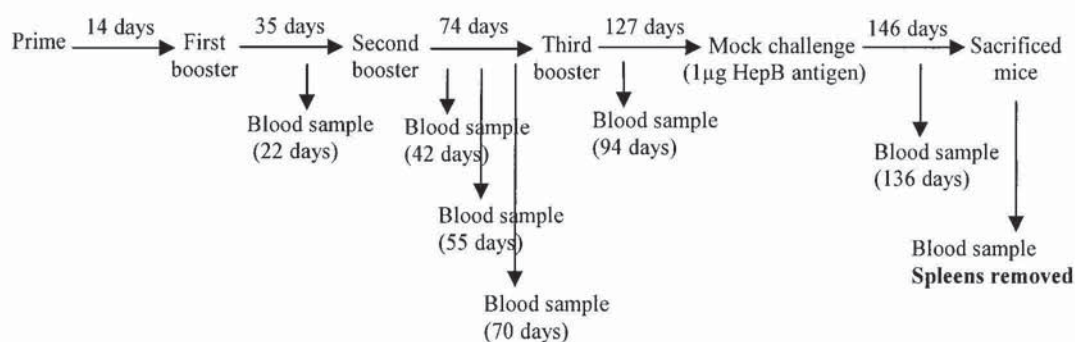 14 days
35 days
74 days
127 days
146 days
Prime
First
booster
Second
booster
Third
booster
Mock challenge
(1µg HepB antigen)
Sacrificed
mice
Blood sample
(22 days)
Blood sample
(42 days)
Blood sample
(55 days)
Blood sample
(70 days)
Blood sample
(94 days)
Blood sample
(136 days)
Blood sample
Spleens removed